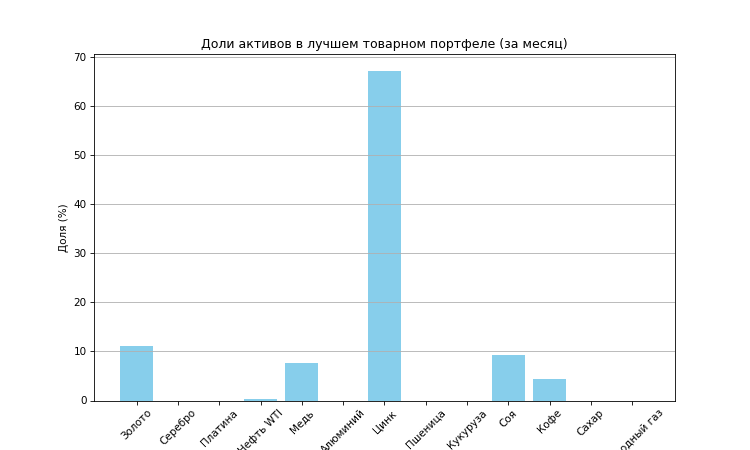 Доли активов в лучшем товарном портфеле (за месяц)
Доля (%)
70
60
50
40
30
20
10
0
Золото
Серебро
Платина
Нефть WTI
Медь
Алюминий
Цинк
Пшеница
Кукуруза
Соя
Кофе
Сахар
одный газ